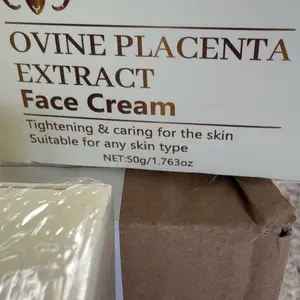 OVINE PLACENTA
EXTRACT
Face Cream
Tightening & caring for the skin
Suitable for any skin type
NET:50g/1.763oz